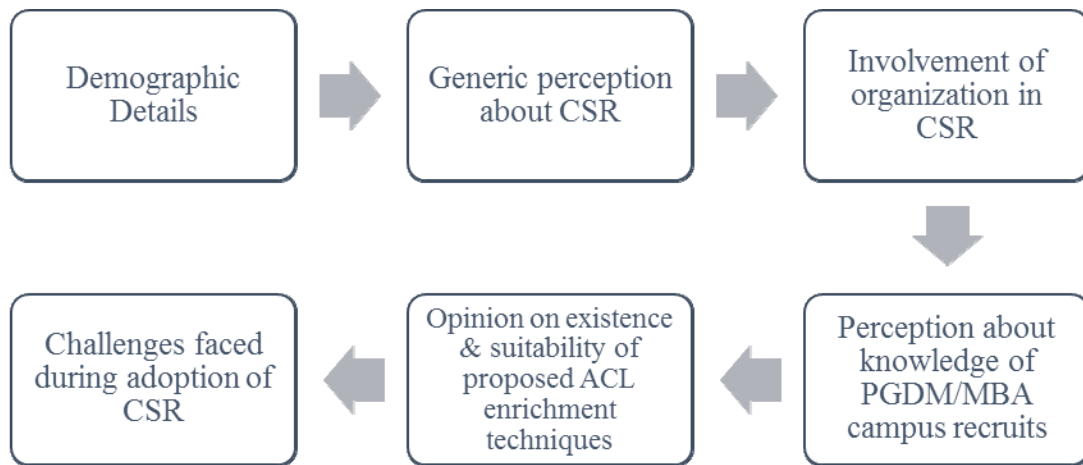 Demographic
Details
Generic perception
about CSR
Involvement of
organization in
CSR
Perception about
knowledge of
PGDM/MBA
campus recruits
Opinion on existence
& suitability of
proposed ACL
enrichment
techniques
Challenges faced
during adoption of
CSR